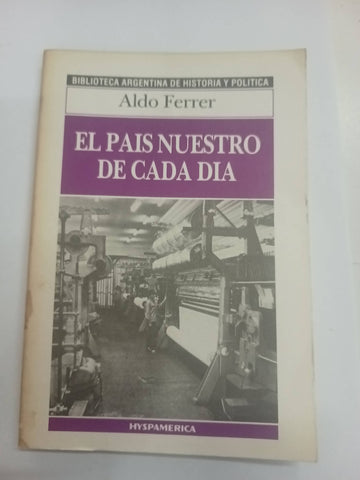 BIBLIOTECA ARGENTINA DE HISTORIA Y POLITICA
Aldo Ferrer
EL PAIS NUESTRO
DE CADA DIA
HYSPAMERICA